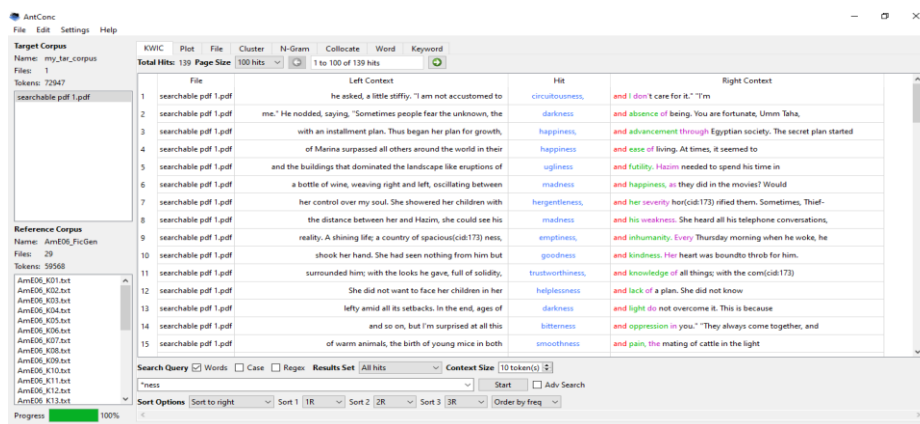 AntConc
File Edit Settings Help
Target Corpus
Name: my_tar_corpus
Files: 1
Tokens: 72947
searchable pdf 1.pdf
Reference Corpus
Name: AmE06_FicGen
Files: 29
Tokens: 59568
AmE06_K01.txt
AmE06_K02.txt
AmE06_K03.txt
AmE06_K04.txt
AmE06_K05.txt
AmE06_K06.txt
AmE06_K07.txt
AmE06_K08.txt
AmE06_K09.txt
AmE06_K10.txt
AmE06_K11.txt
AmE06_K12.txt
AmE06_K13.txt
Progress 100%
KWIC Plot File Cluster N-Gram Collocate Word Keyword
Total Hits: 139 Page Size 100 hits 1 to 100 of 139 hits
File Left Context Hit Right Context
1 searchable pdf 1.pdf he asked, a little stiffiy. "I am not accustomed to circuitousness, and I don't care for it." "I'm
2 searchable pdf 1.pdf me." He nodded, saying, "Sometimes people fear the unknown, the darkness and absence of being. You are fortunate, Umm Taha,
3 searchable pdf 1.pdf with an installment plan. Thus began her plan for growth, happiness, and advancement through Egyptian society. The secret plan started
4 searchable pdf 1.pdf of Marina surpassed all others around the world in their happiness and ease of living. At times, it seemed to
5 searchable pdf 1.pdf and the buildings that dominated the landscape like eruptions of ugliness and futility. Hazim needed to spend his time in
6 searchable pdf 1.pdf a bottle of wine, weaving right and left, oscillating between madness and happiness, as they did in the movies? Would
7 searchable pdf 1.pdf her control over my soul. She showered her children with hergentleness, and her severity hor(cid:173) rified them. Sometimes, Thief-
8 searchable pdf 1.pdf the distance between her and Hazim, she could see his madness and his weakness. She heard all his telephone conversations,
9 searchable pdf 1.pdf reality. A shining life; a country of spacious(cid:173) ness, emptiness, and inhumanity. Every Thursday morning when he woke, he
10 searchable pdf 1.pdf shook her hand. She had seen nothing from him but goodness and kindness. Her heart was boundto throb for him.
11 searchable pdf 1.pdf surrounded him; with the looks he gave, full of solidity, trustworthiness, and knowledge of all things; with the com(cid:173)
12 searchable pdf 1.pdf She did not want to face her children in her helplessness and lack of a plan. She did not know
13 searchable pdf 1.pdf lefty amid all its setbacks. In the end, ages of darkness and light do not overcome it. This is because
14 searchable pdf 1.pdf and so on, but I'm surprised at all this bitterness and oppression in you." "They always come together, and
15 searchable pdf 1.pdf of warm animals, the birth of young mice in both smoothness and pain, the mating of cattle in the light
Search Query Words Case Regex Results Set All hits Context Size 10 token(s)
*ness Start Adv Search
Sort Options Sort to right Sort 1 1R Sort 2 2R Sort 3 3R Order by freq